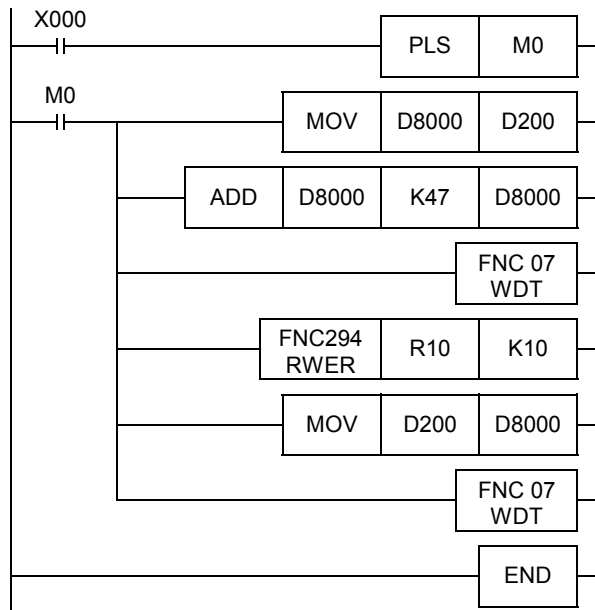 X000
PLS M0
M0
MOV D8000 D200
ADD D8000 K47 D8000
FNC 07
WDT
FNC294
RWER R10 K10
MOV D200 D8000
FNC 07
WDT
END